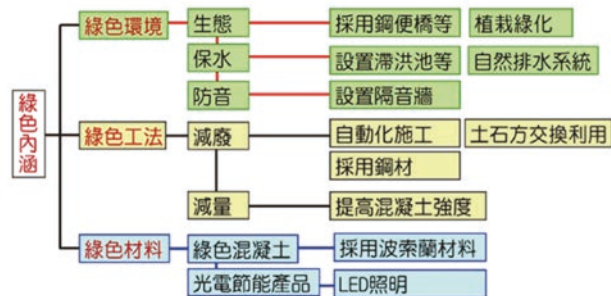 綠色內涵
綠色環境
生態
採用鋼便橋等
植栽綠化
保水
設置滯洪池等
自然排水系統
防音
設置隔音牆
綠色工法
減廢
自動化施工
土石方交換利用
採用鋼材
減量
提高混凝土強度
綠色材料
綠色混凝土
採用波索蘭材料
光電節能產品
LED照明